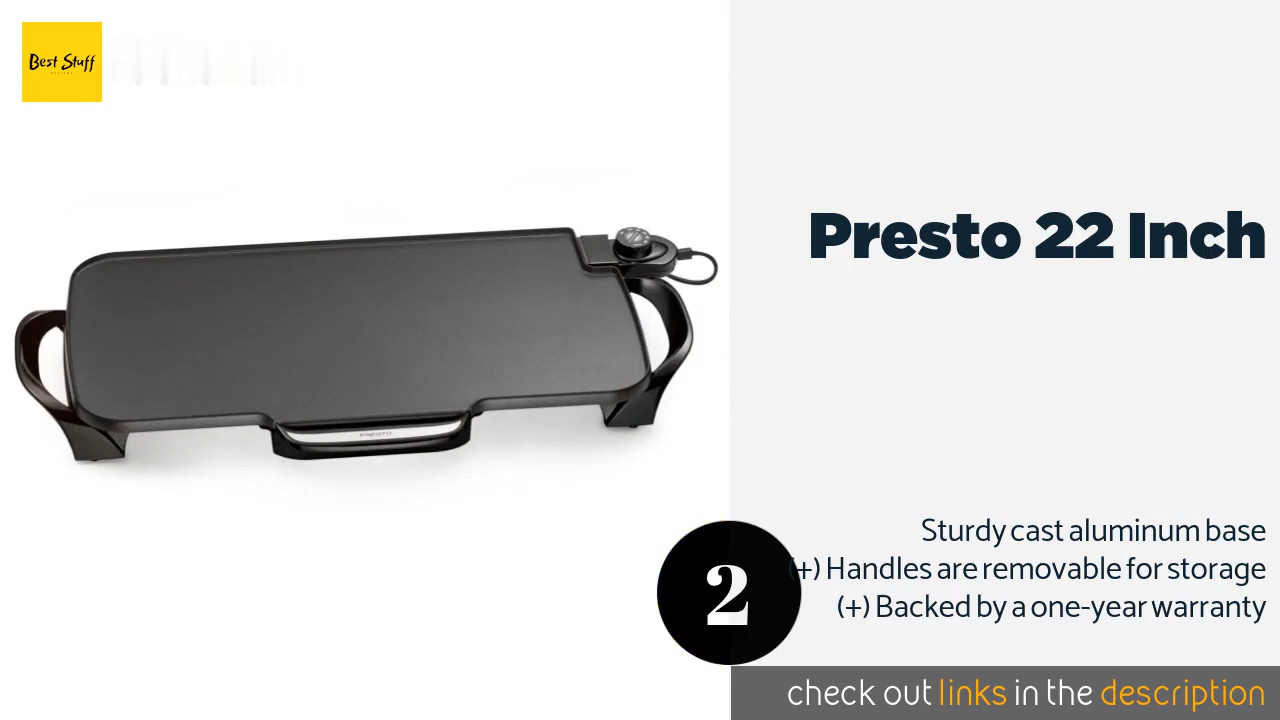 Best Stuff
Presto 22 Inch
presto
Sturdy cast aluminum base
(+) Handles are removable for storage
(+) Backed by a one-year warranty
2
check out links in the description